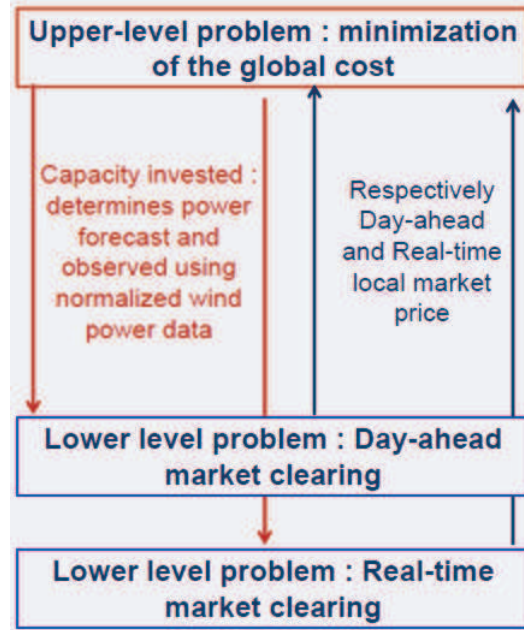 Upper-level problem : minimization
of the global cost
Capacity invested :
determines power
forecast and
observed using
normalized wind
power data
Respectively
Day-ahead
and Real-time
local market
price
Lower level problem : Day-ahead
market clearing
Lower level problem : Real-time
market clearing